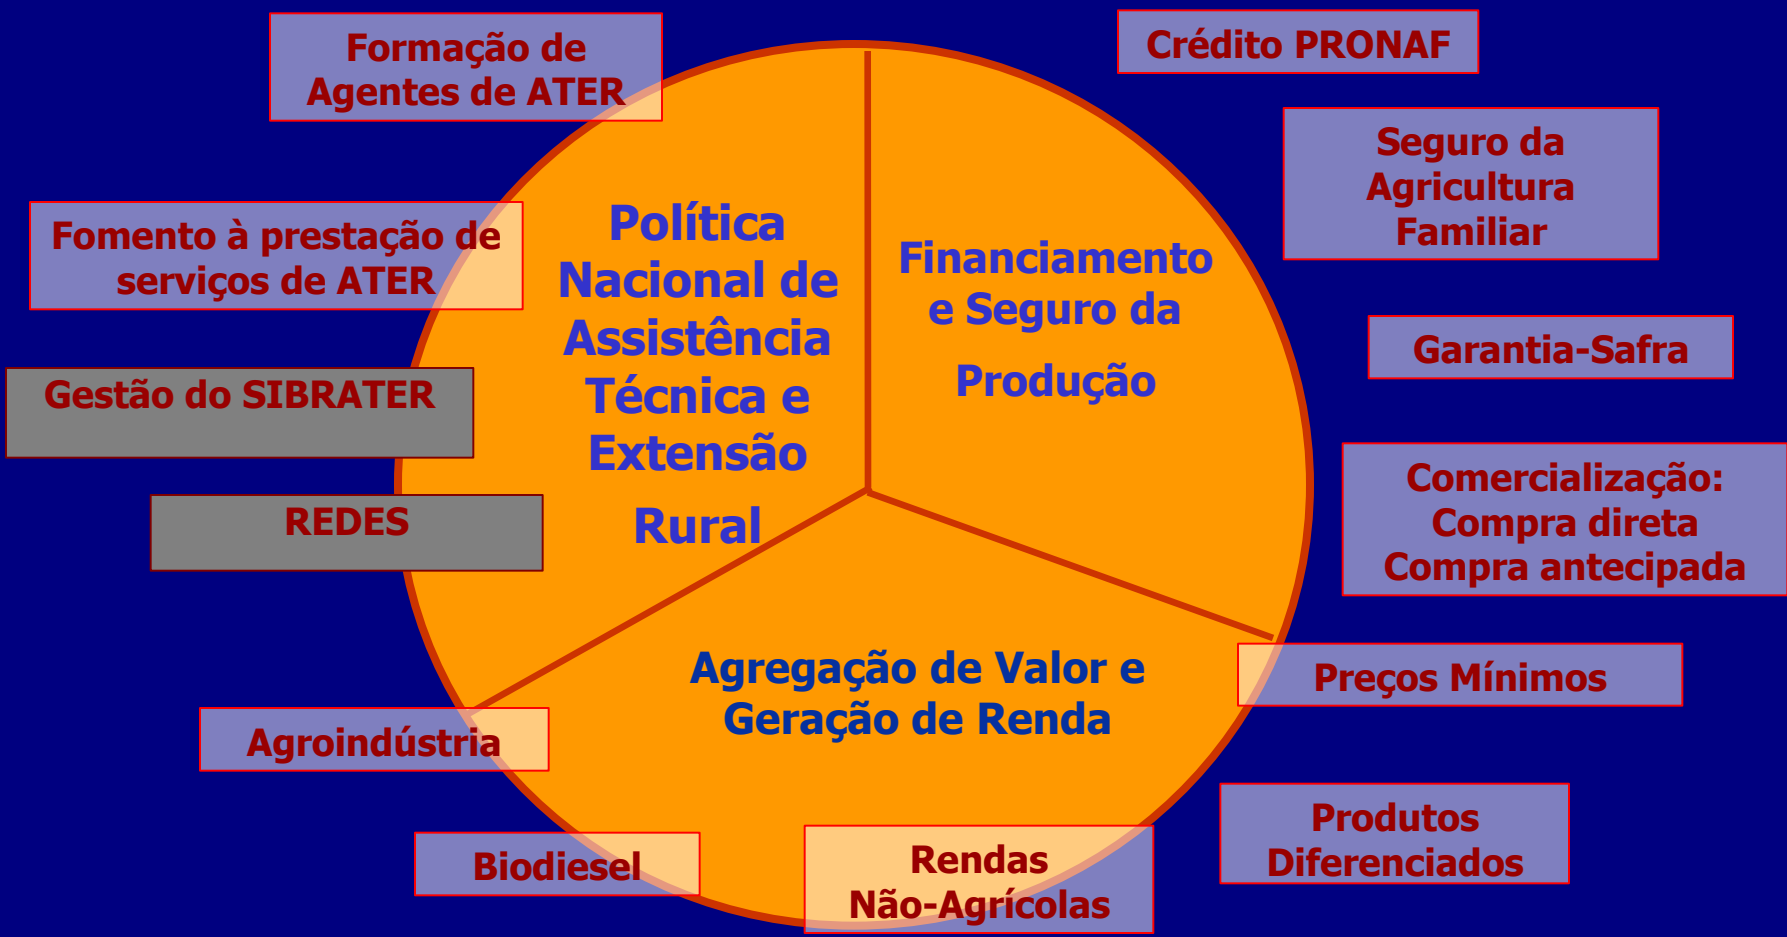 Formação de
Agentes de ATER
Crédito PRONAF
Seguro da
Agricultura
Familiar
Fomento à prestação de
serviços de ATER
Política
Nacional de
Assistência
Técnica e
Extensão
Rural
Financiamento
e Seguro da
Produção
Garantia-Safra
Gestão do SIBRATER
REDES
Comercialização:
Compra direta
Compra antecipada
Agregação de Valor e
Geração de Renda
Preços Mínimos
Agroindústria
Produtos
Diferenciados
Biodiesel
Rendas
Não-Agrícolas